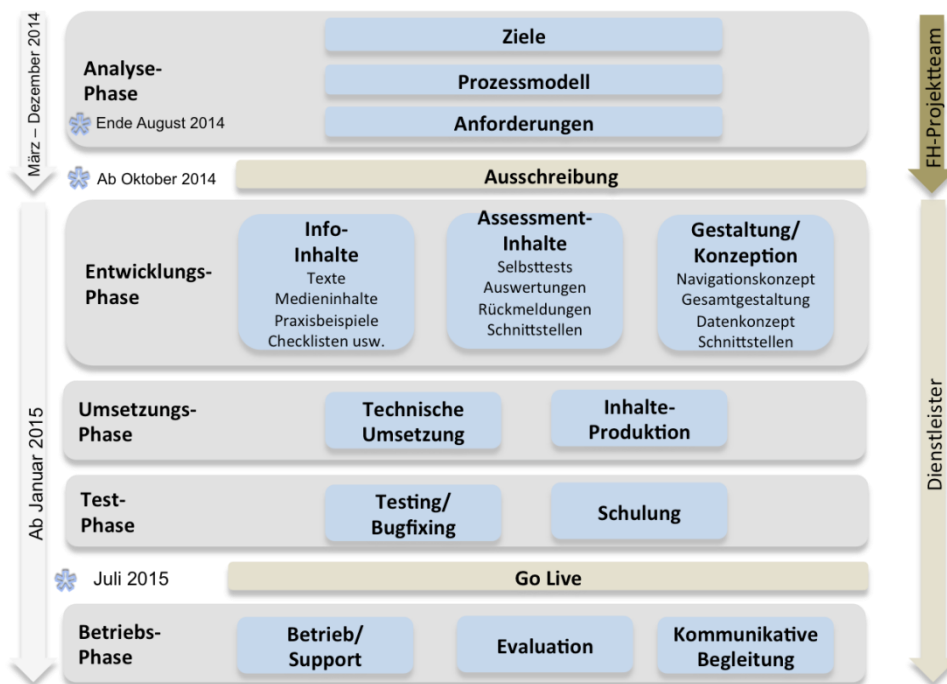 März – Dezember 2014
Analyse-
Phase
Ende August 2014
Ziele
Prozessmodell
Anforderungen
FH-Projektteam
Ab Oktober 2014
Ausschreibung
Ab Januar 2015
Entwicklungs-
Phase
Info-
Inhalte
Texte
Medieninhalte
Praxisbeispiele
Checklisten usw.
Assessment-
Inhalte
Selbsttests
Auswertungen
Rückmeldungen
Schnittstellen
Gestaltung/
Konzeption
Navigationskonzept
Gesamtgestaltung
Datenkonzept
Schnittstellen
Dienstleister
Umsetzungs-
Phase
Technische
Umsetzung
Inhalte-
Produktion
Test-
Phase
Testing/
Bugfixing
Schulung
Juli 2015
Go Live
Betriebs-
Phase
Betrieb/
Support
Evaluation
Kommunikative
Begleitung